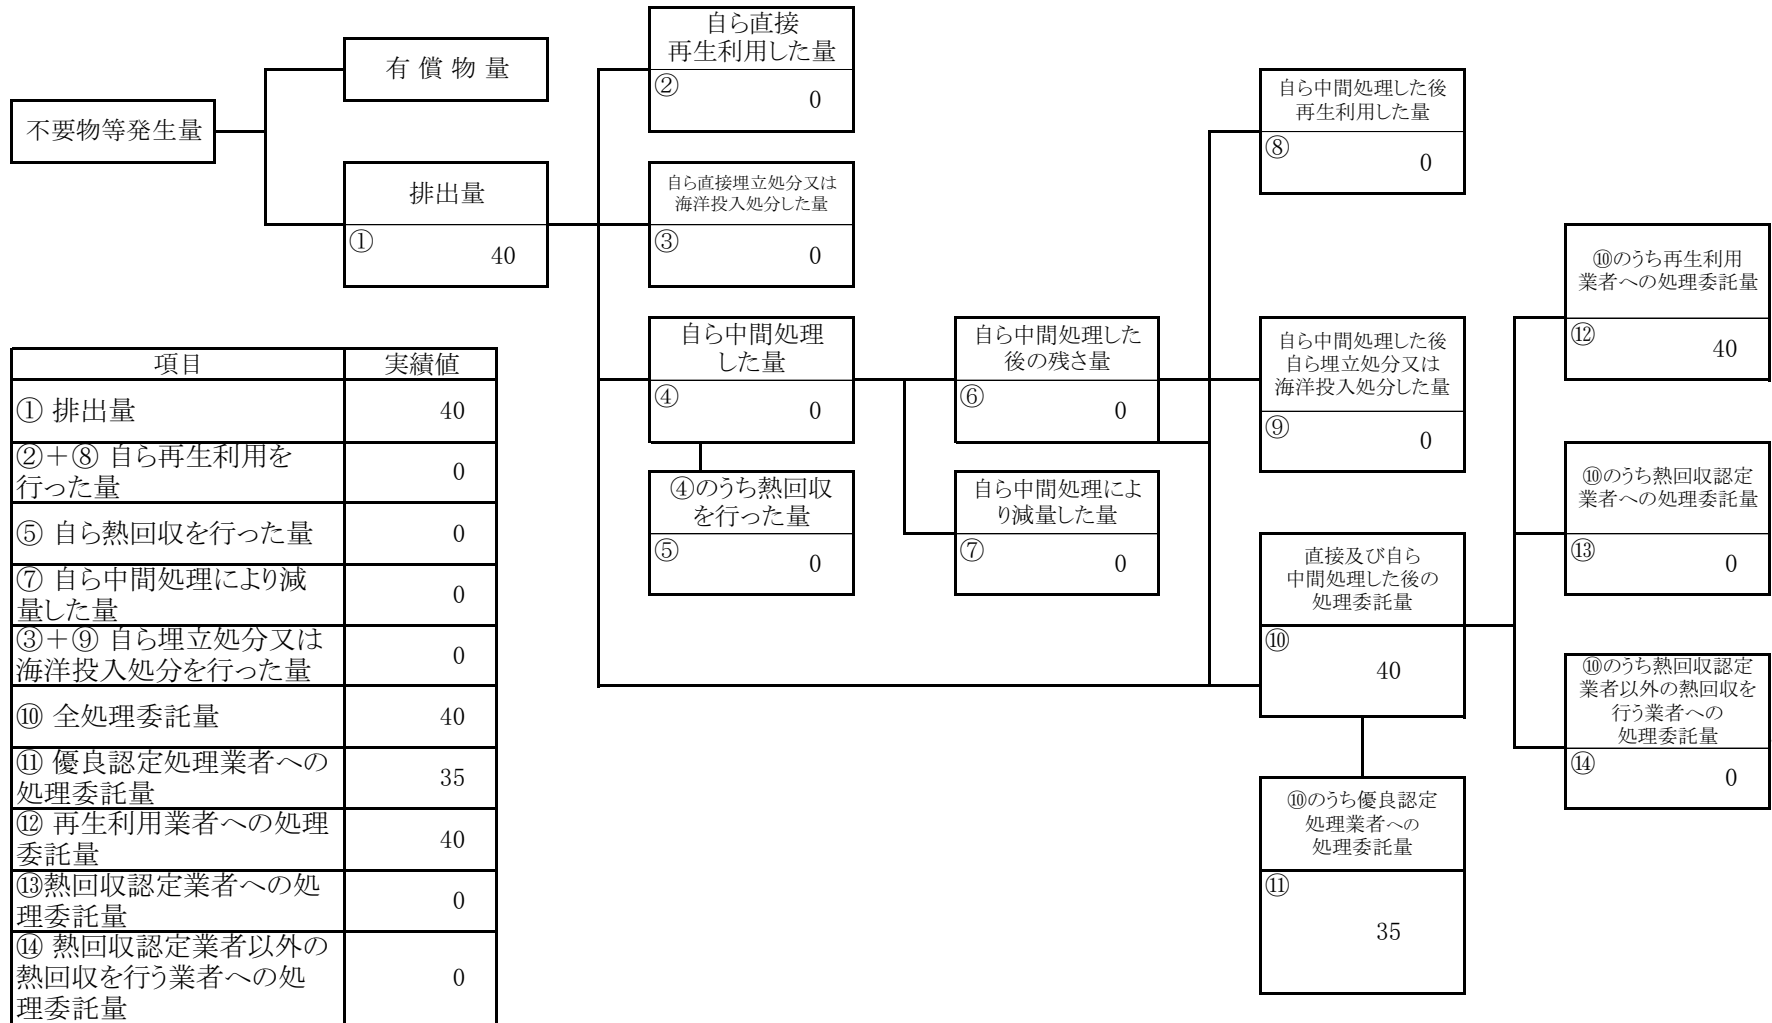 不要物等発生量
有償物量
排出量
①
40
自ら直接
再生利用した量
②
0
自ら直接埋立処分又は
海洋投入処分した量
③
0
自ら中間処理
した量
④
0
④のうち熱回収
を行った量
⑤
0
自ら中間処理した
後の残さ量
⑥
0
自ら中間処理によ
り減量した量
⑦
0
自ら中間処理した後
再生利用した量
⑧
0
自ら中間処理した後
自ら埋立処分又は
海洋投入処分した量
⑨
0
直接及び自ら
中間処理した後の
処理委託量
⑩
40
⑩のうち優良認定
処理業者への
処理委託量
⑪
35
⑩のうち再生利用
業者への処理委託量
⑫
40
⑩のうち熱回収認定
業者への処理委託量
⑬
0
⑩のうち熱回収認定
業者以外の熱回収を
行う業者への
処理委託量
⑭
0
項目 実績値
① 排出量 40
②＋⑧ 自ら再生利用を
行った量 0
⑤ 自ら熱回収を行った量 0
⑦ 自ら中間処理により減
量した量 0
③＋⑨ 自ら埋立処分又は
海洋投入処分を行った量 0
⑩ 全処理委託量 40
⑪ 優良認定処理業者への
処理委託量 35
⑫ 再生利用業者への処理
委託量 40
⑬熱回収認定業者への処
理委託量 0
⑭ 熱回収認定業者以外の
熱回収を行う業者への処 0
理委託量